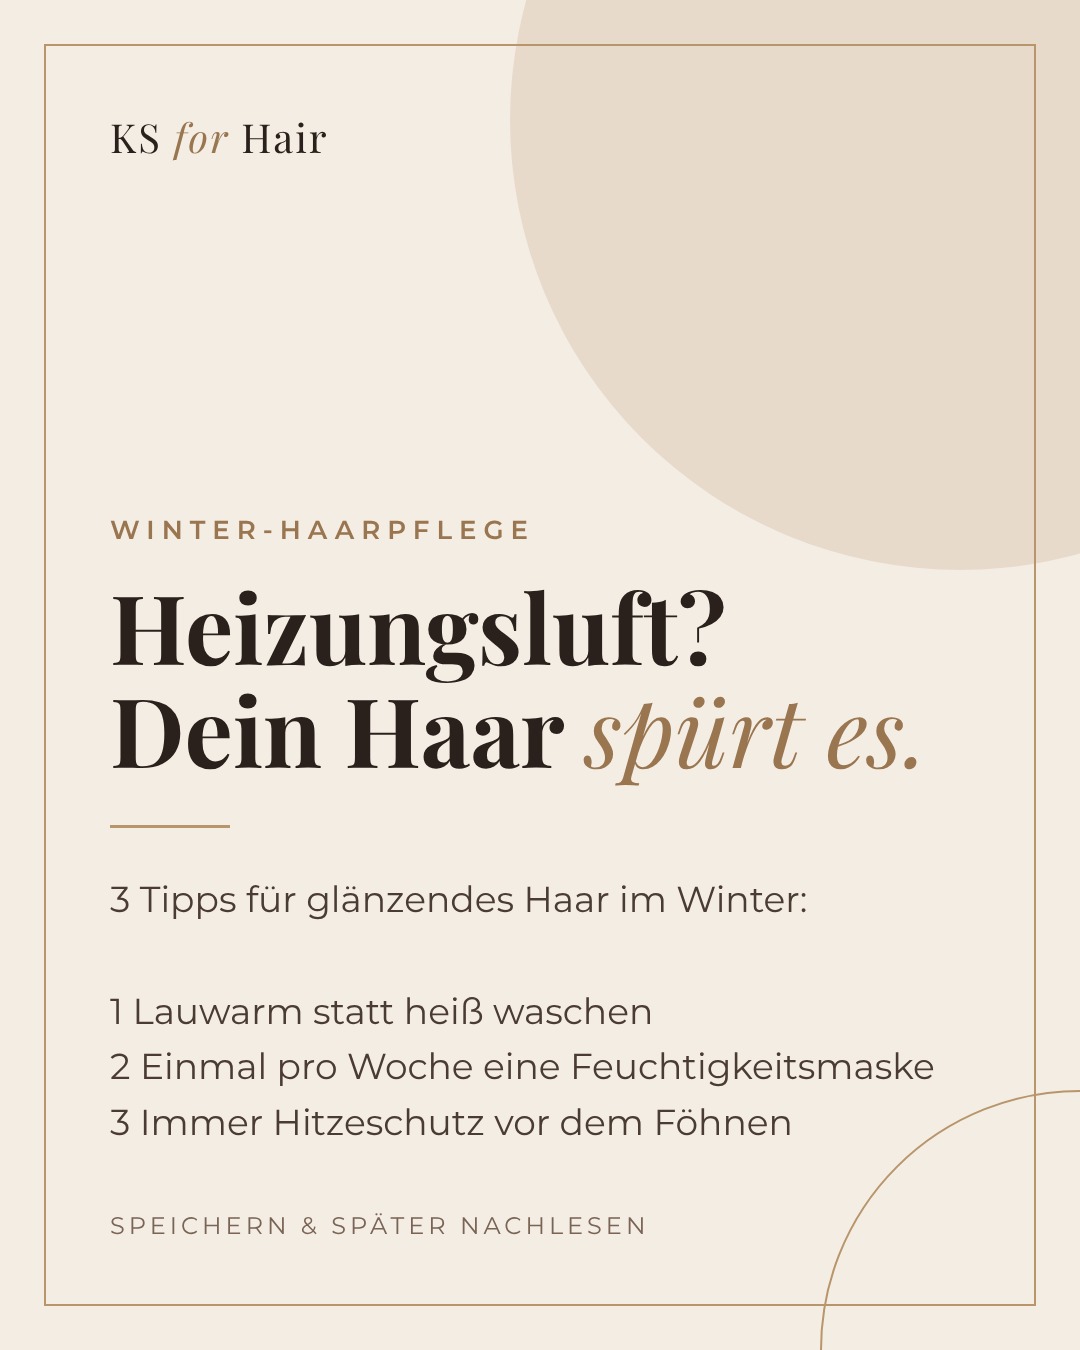 KS for Hair
WINTER-HAARPFLEGE
Heizungsluft?
Dein Haar spürt es.
3 Tipps für glänzendes Haar im Winter:
1 Lauwarm statt heiß waschen
2 Einmal pro Woche eine Feuchtigkeitsmaske
3 Immer Hitzeschutz vor dem Föhnen
SPEICHERN & SPÄTER NACHLESEN